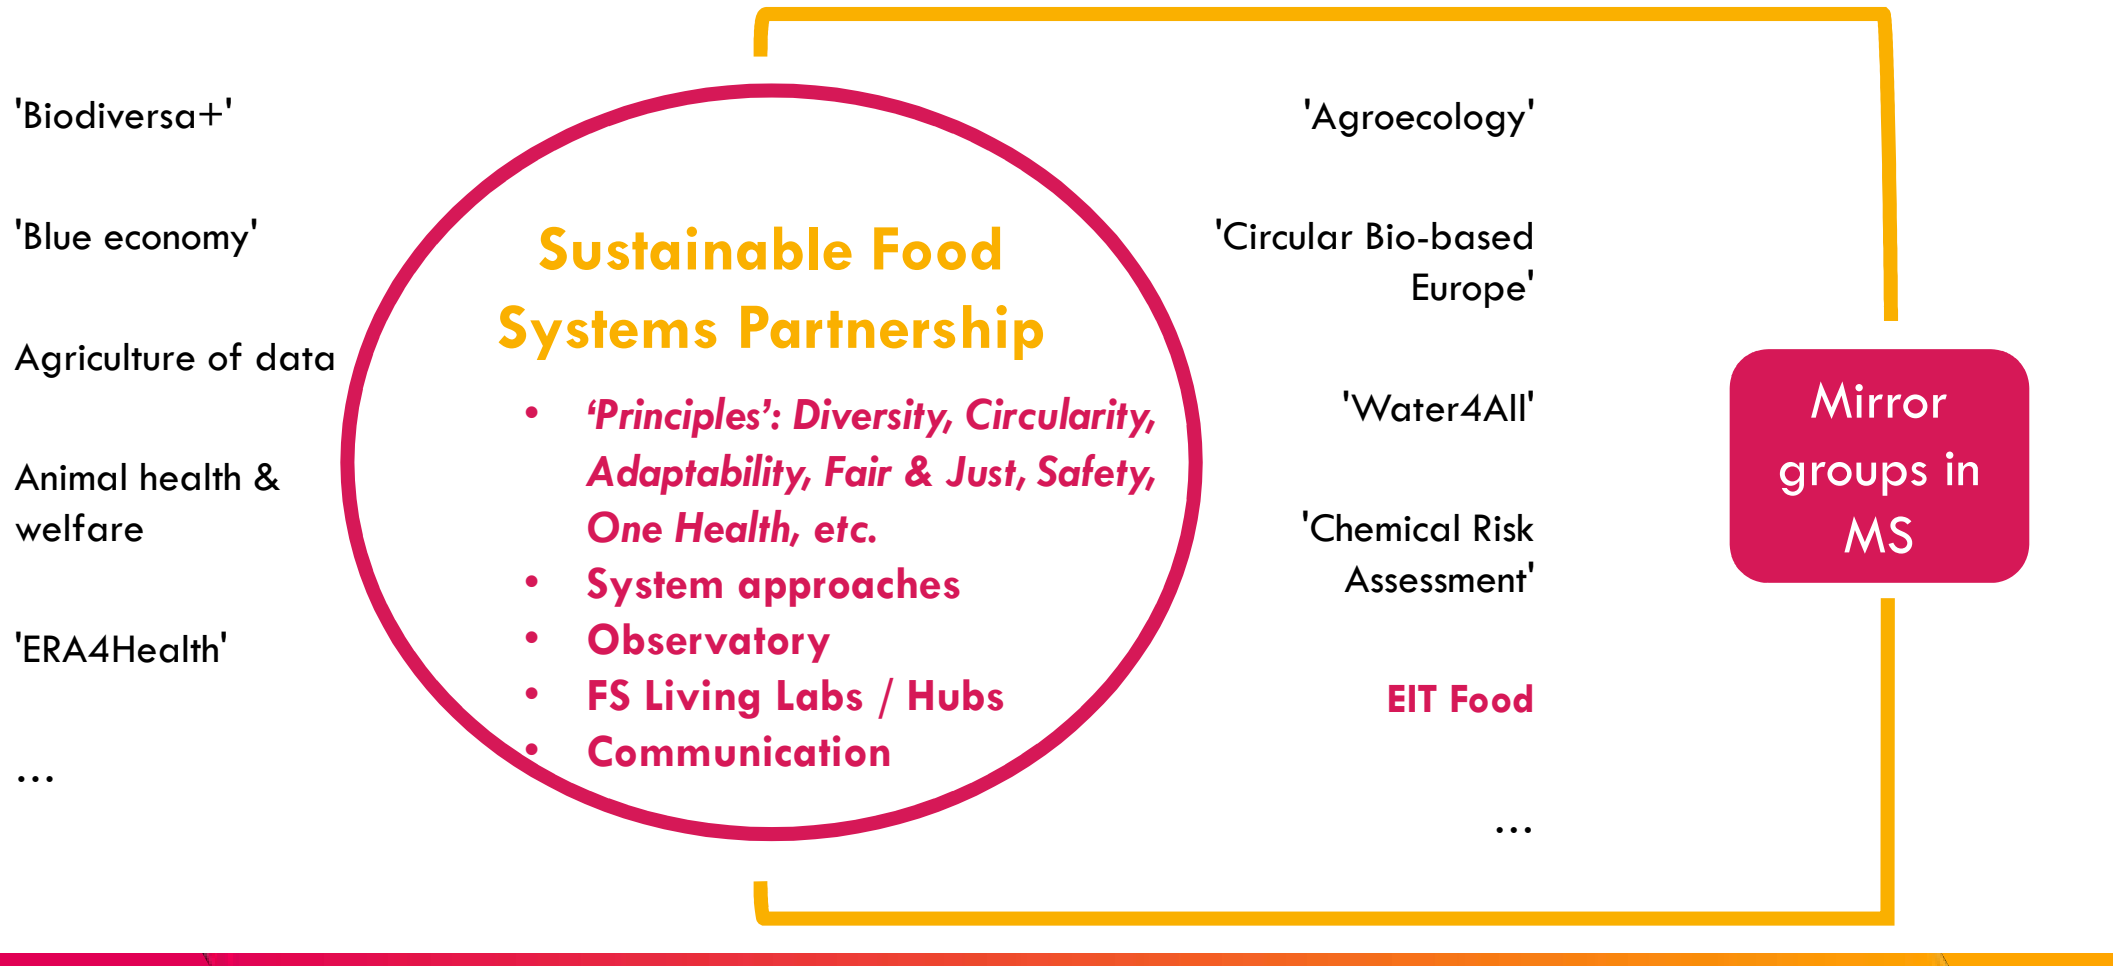 'Biodiversa+'
'Blue economy'
Agriculture of data
Animal health &
welfare
'ERA4Health'
...
Sustainable Food
Systems Partnership
• ‘Principles’: Diversity, Circularity,
Adaptability, Fair & Just, Safety,
One Health, etc.
• System approaches
• Observatory
• FS Living Labs / Hubs
• Communication
'Agroecology'
'Circular Bio-based
Europe'
'Water4All'
'Chemical Risk
Assessment'
EIT Food
...
Mirror
groups in
MS